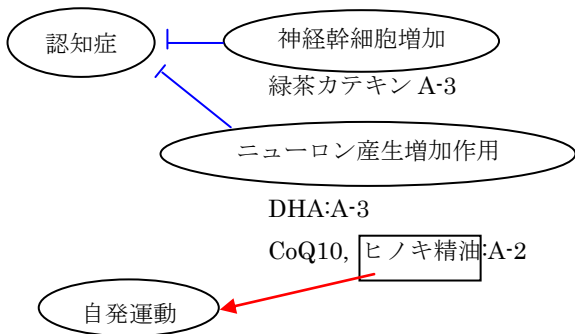 認知症
神経幹細胞増加
緑茶カテキン A-3
ニューロン産生増加作用
DHA:A-3
CoQ10, ヒノキ精油:A-2
自発運動